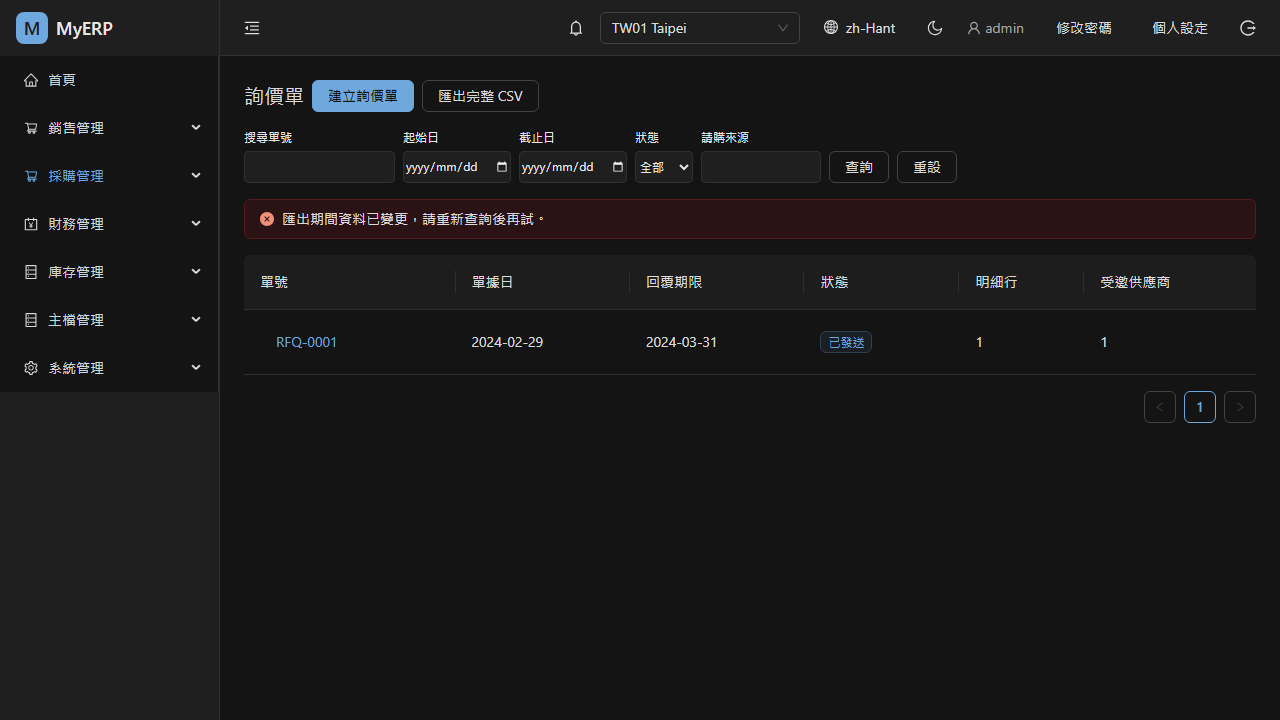 M MyERP
TW01 Taipei
zh-Hant
admin
修改密碼
個人設定
首頁
銷售管理
採購管理
財務管理
庫存管理
主檔管理
系統管理
詢價單
建立詢價單
匯出完整 CSV
搜尋單號
起始日
截止日
狀態
請購來源
yyyy/mm/dd
yyyy/mm/dd
全部
查詢
重設
匯出期間資料已變更，請重新查詢後再試。
單號 單據日 回覆期限 狀態 明細行 受邀供應商
RFQ-0001 2024-02-29 2024-03-31 已發送 1 1
1